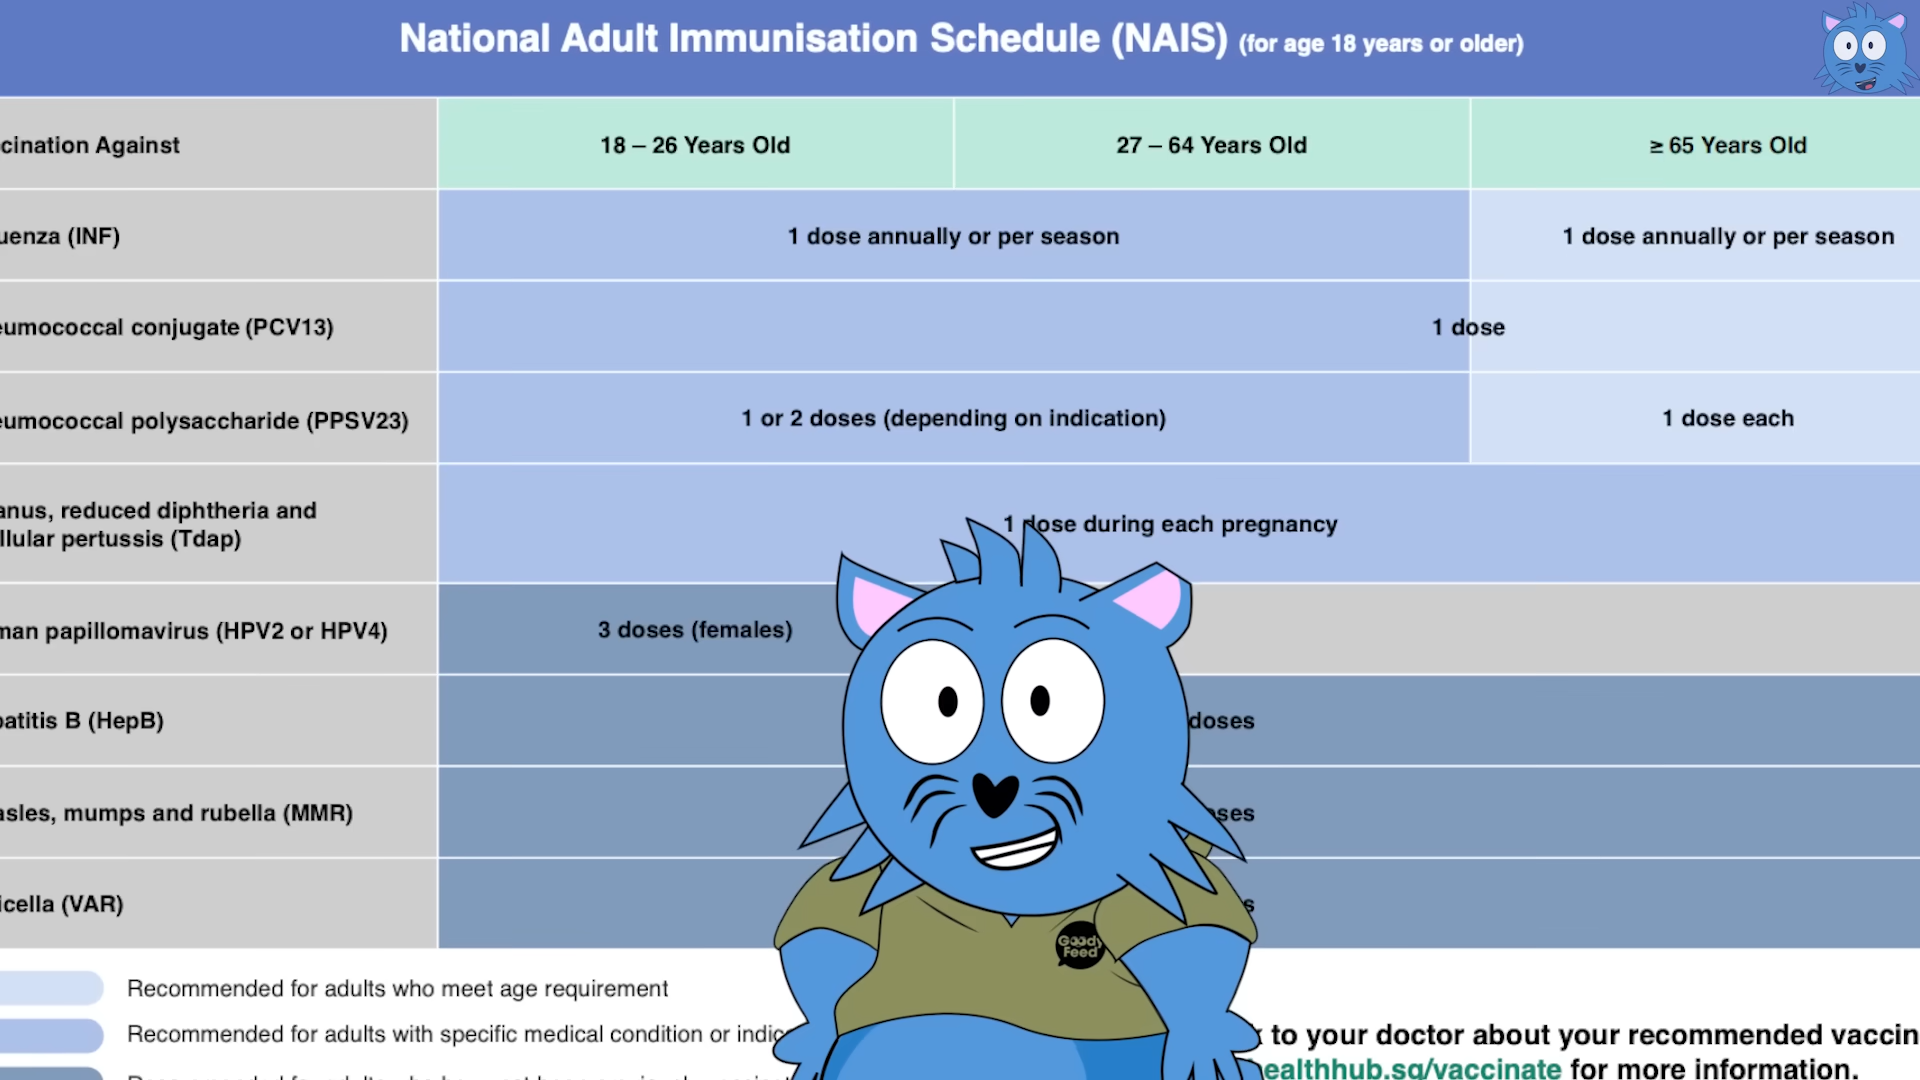 National Adult Immunisation Schedule (NAIS) (for age 18 years or older)
cination Against
18 – 26 Years Old
27 – 64 Years Old
≥ 65 Years Old
uenza (INF)
1 dose annually or per season
1 dose annually or per season
eumococcal conjugate (PCV13)
1 dose
eumococcal polysaccharide (PPSV23)
1 or 2 doses (depending on indication)
1 dose each
anus, reduced diphtheria and
llular pertussis (Tdap)
1 dose during each pregnancy
man papillomavirus (HPV2 or HPV4)
3 doses (females)
patitis B (HepB)
doses
asles, mumps and rubella (MMR)
oses
icella (VAR)
s
Goody
Feed
Recommended for adults who meet age requirement
Recommended for adults with specific medical condition or indic
to your doctor about your recommended vaccin
ealthhub.sg/vaccinate for more information.